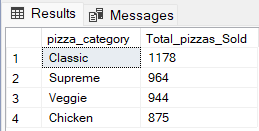 Results Messages
pizza_category Total_pizzas_Sold
1 Classic 1178
2 Supreme 964
3 Veggie 944
4 Chicken 875